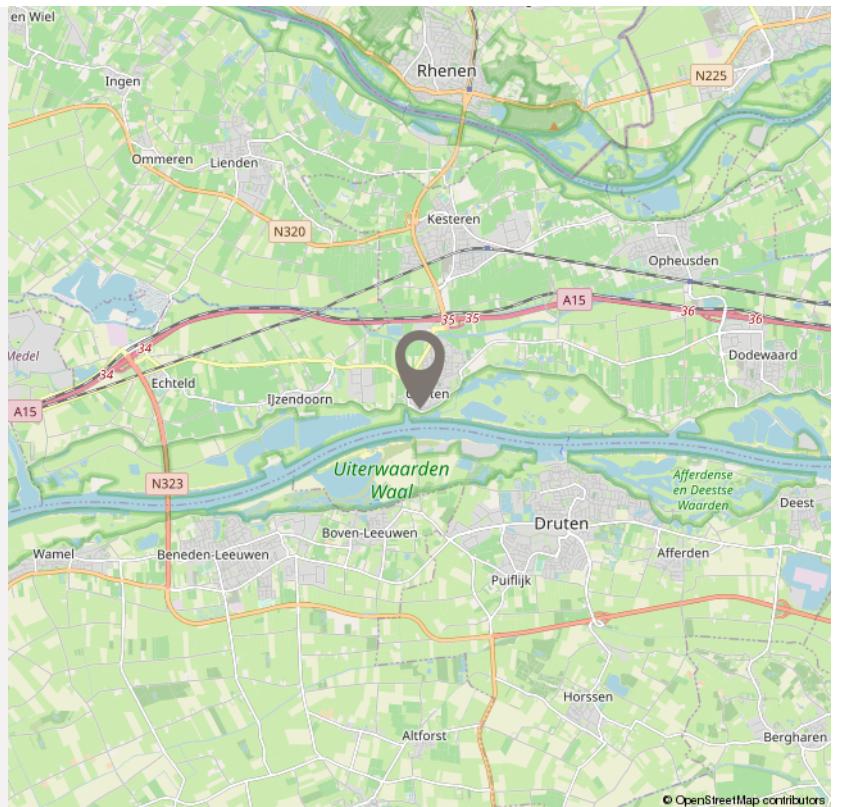 en Wiel
Rhenen
N225
Ingen
Ommeren
Lienden
Kesteren
N320
Opheusden
A15
35
35
36
36
Medel
34
34
Dodewaard
Echteld
IJzendoorn
A15
Uiterwaarden
Waal
N323
Afferdense
en Deestse
Waarden
Deest
Druten
Boven-Leeuwen
Wamel
Beneden-Leeuwen
Afferden
Puiflijk
Horssen
Altforst
Bergharen
© OpenStreetMap contributors